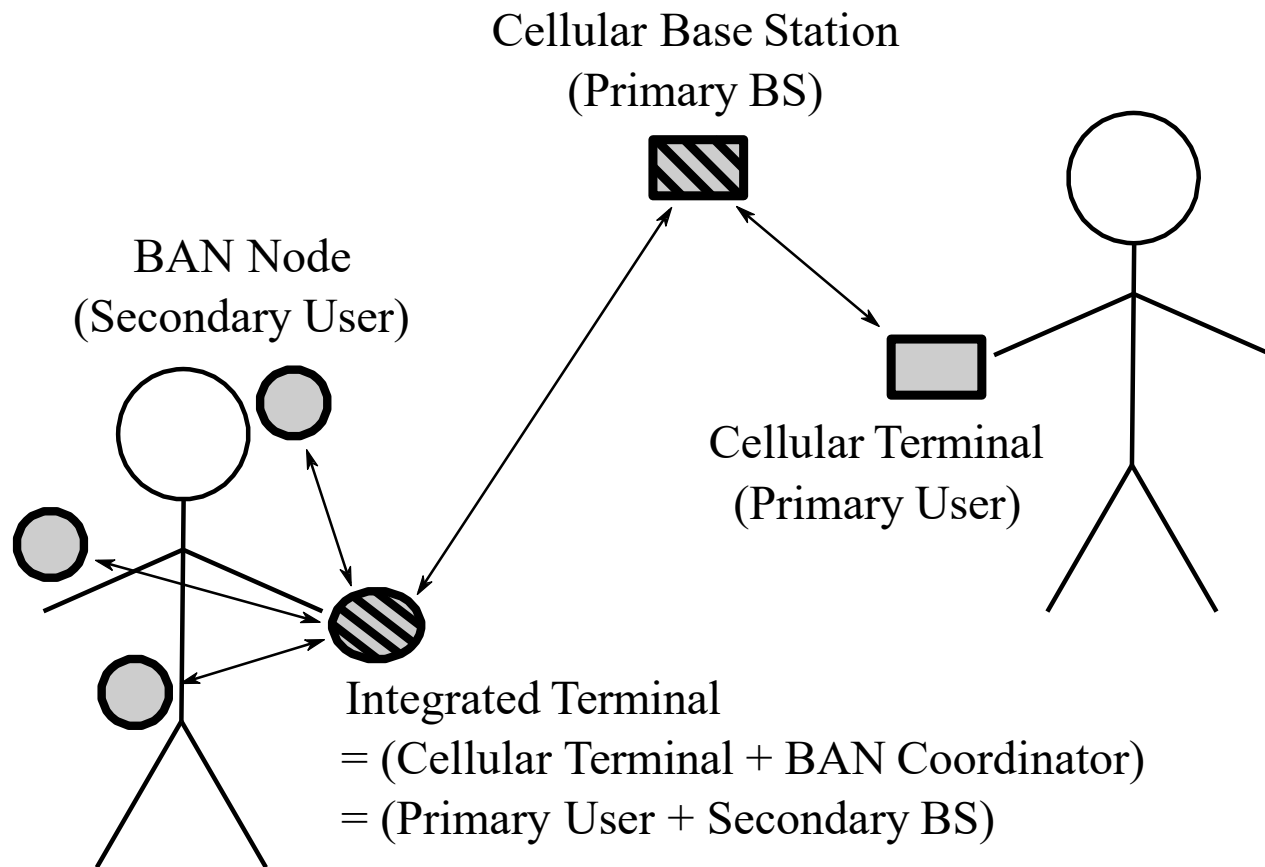 Cellular Base Station
(Primary BS)
BAN Node
(Secondary User)
Cellular Terminal
(Primary User)
Integrated Terminal
= (Cellular Terminal + BAN Coordinator)
= (Primary User + Secondary BS)